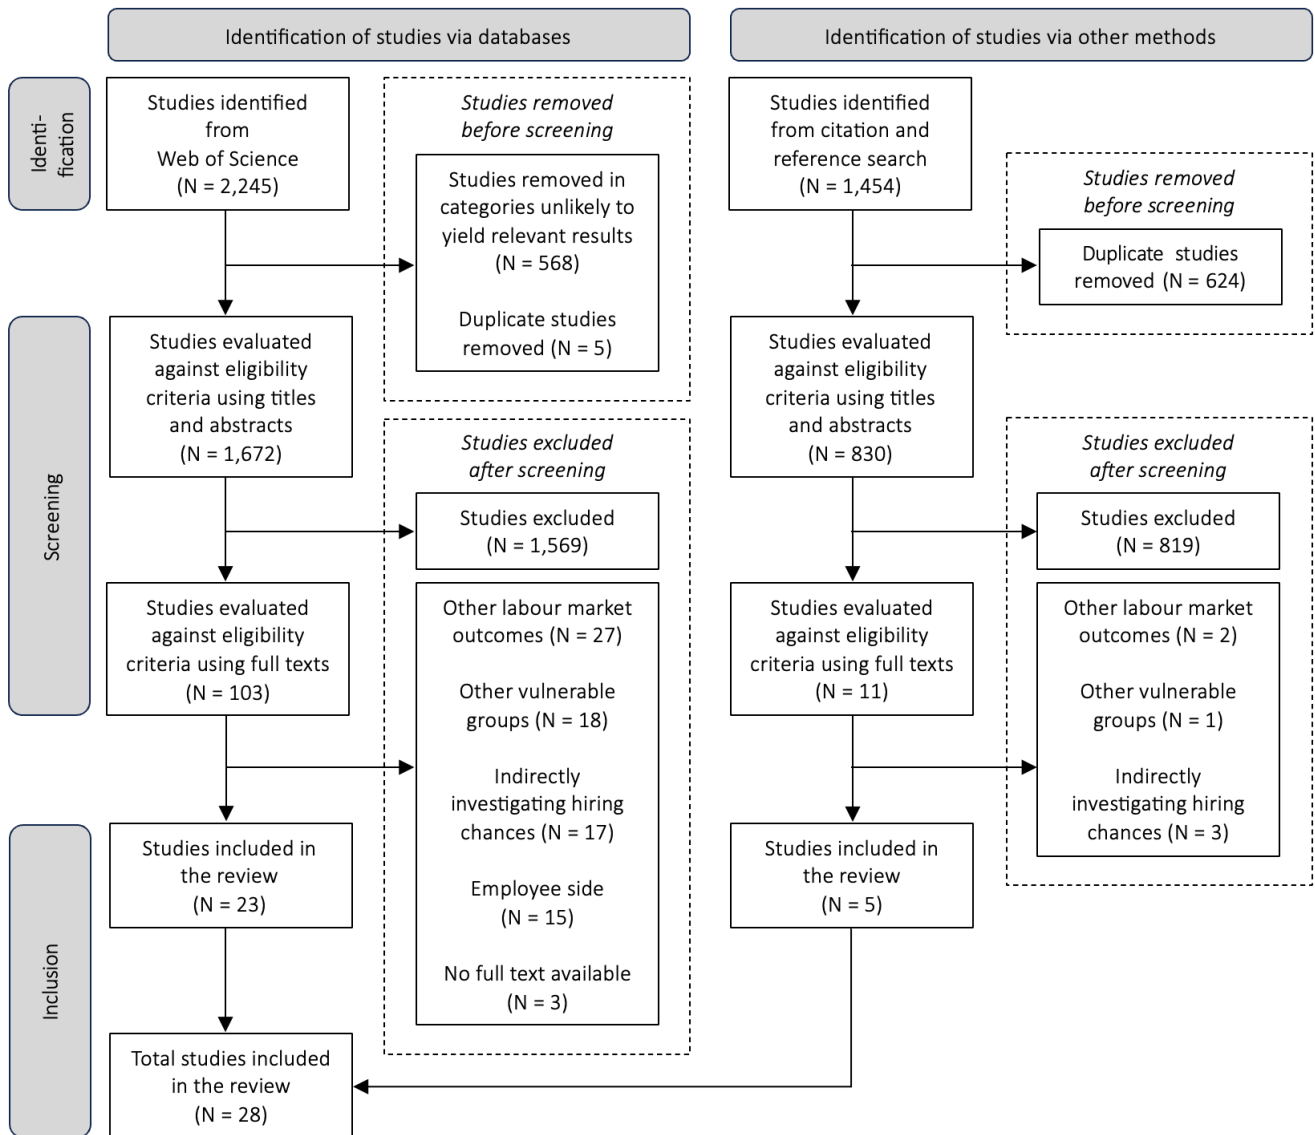 Identification of studies via databases
Identification of studies via other methods
Identi-
fication
Studies identified
from
Web of Science
(N = 2,245)
Studies removed
before screening
Studies removed in
categories unlikely to
yield relevant results
(N = 568)
Duplicate studies
removed (N = 5)
Studies identified
from citation and
reference search
(N = 1,454)
Studies removed
before screening
Duplicate studies
removed (N = 624)
Screening
Studies evaluated
against eligibility
criteria using titles
and abstracts
(N = 1,672)
Studies excluded
after screening
Studies excluded
(N = 1,569)
Studies evaluated
against eligibility
criteria using titles
and abstracts
(N = 830)
Studies excluded
after screening
Studies excluded
(N = 819)
Studies evaluated
against eligibility
criteria using full texts
(N = 103)
Other labour market
outcomes (N = 27)
Other vulnerable
groups (N = 18)
Indirectly
investigating hiring
chances (N = 17)
Employee side
(N = 15)
No full text available
(N = 3)
Studies evaluated
against eligibility
criteria using full texts
(N = 11)
Other labour market
outcomes (N = 2)
Other vulnerable
groups (N = 1)
Indirectly
investigating hiring
chances (N = 3)
Inclusion
Studies included in
the review
(N = 23)
Studies included in
the review
(N = 5)
Total studies included
in the review
(N = 28)